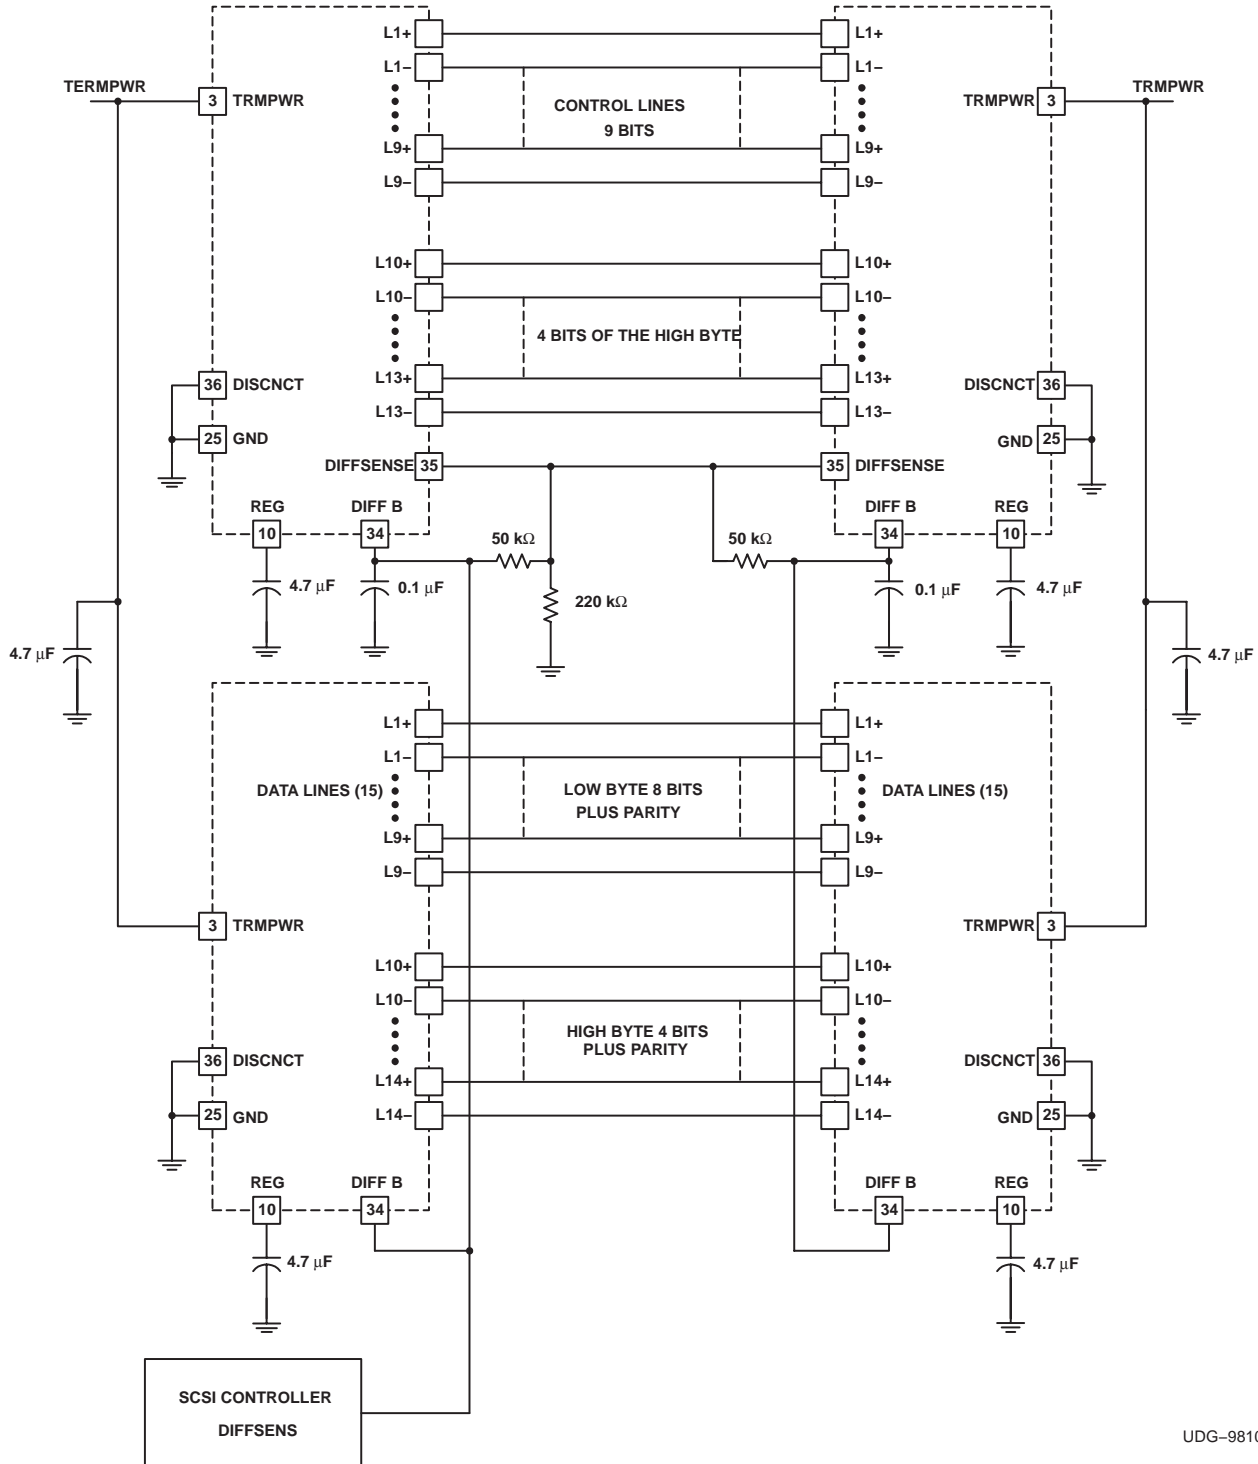 L1+ L1+
L1– L1–
TERMPWR TRMPWR
3 TRMPWR CONTROL LINES TRMPWR 3
9 BITS
L9+ L9+
L9– L9–
L10+ L10+
L10– L10–
4 BITS OF THE HIGH BYTE
36 DISCNCT L13+ L13+ DISCNCT 36
L13– L13–
25 GND GND 25
DIFFSENSE 35 35 DIFFSENSE
REG DIFF B DIFF B REG
10 34 50 kΩ 50 kΩ 34 10
4.7 µF 0.1 µF 220 kΩ 0.1 µF 4.7 µF
4.7 µF 4.7 µF
L1+ L1+
L1– L1–
DATA LINES (15) LOW BYTE 8 BITS DATA LINES (15)
PLUS PARITY
L9+ L9+
L9– L9–
3 TRMPWR TRMPWR 3
L10+ L10+
L10– L10–
HIGH BYTE 4 BITS
PLUS PARITY
36 DISCNCT DISCNCT 36
L14+ L14+
25 GND L14– L14– GND 25
REG DIFF B DIFF B REG
10 34 34 10
4.7 µF 4.7 µF
SCSI CONTROLLER
DIFFSENS